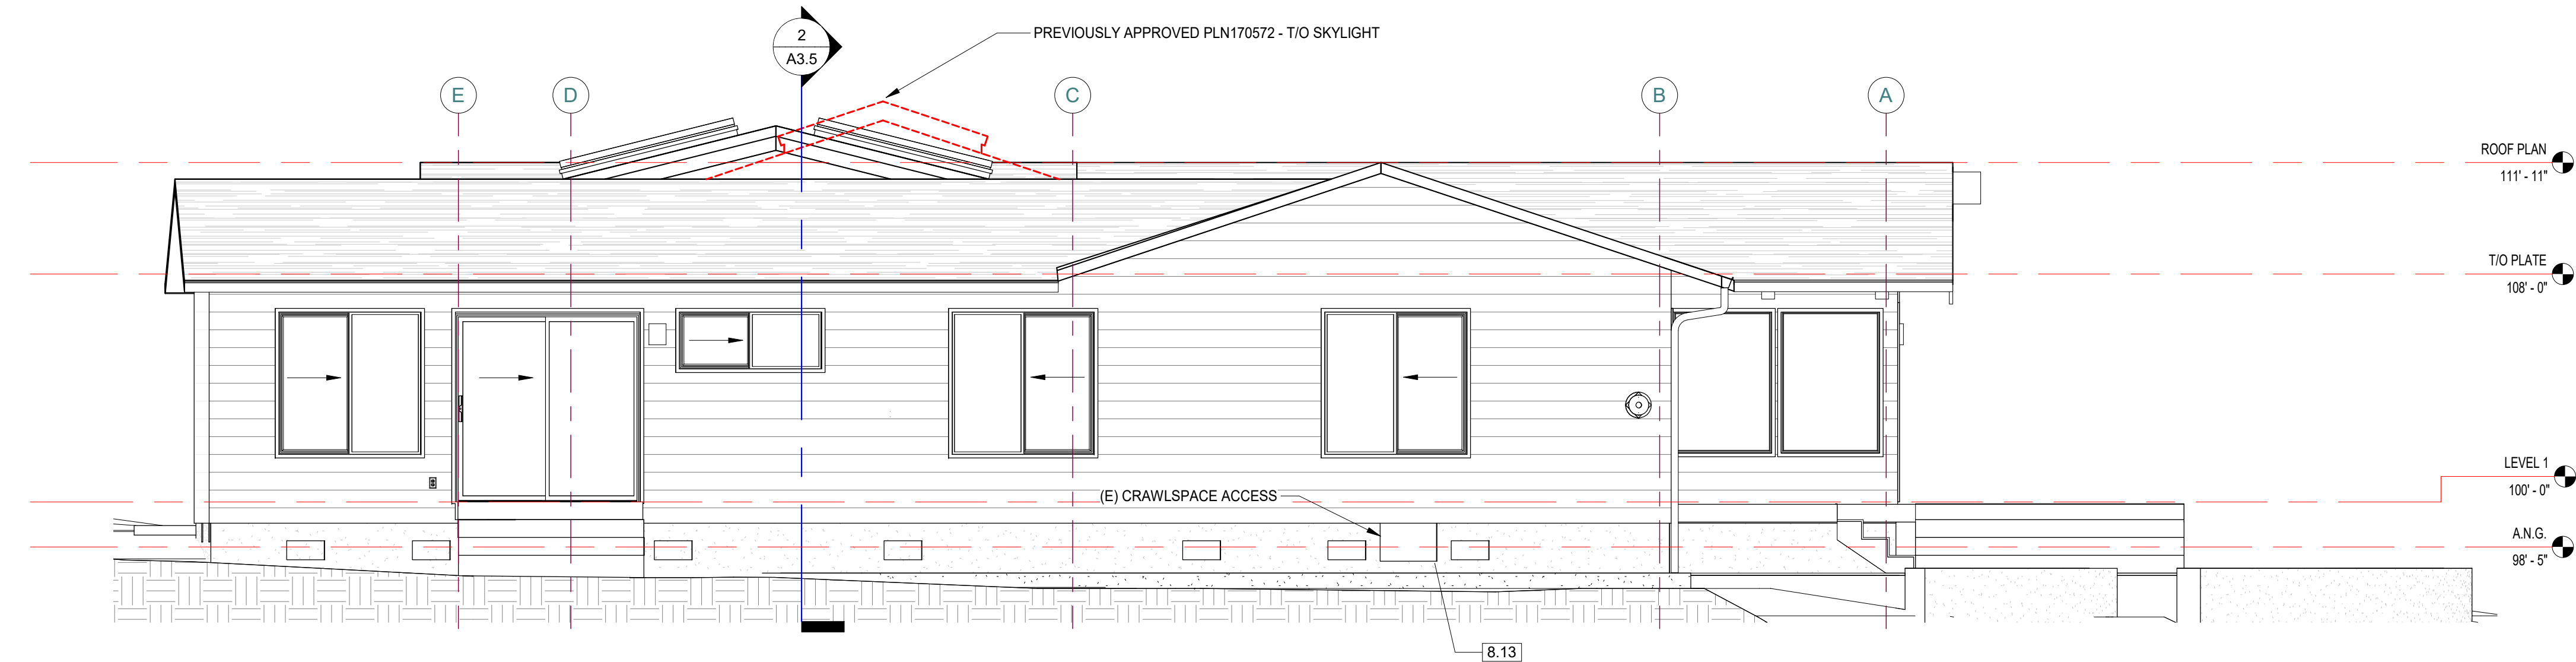 PREVIOUSLY APPROVED PLN170572 - T/O SKYLIGHT
2
A3.5
E
D
C
B
A
ROOF PLAN
111' - 11"
T/O PLATE
108' - 0"
LEVEL 1
100' - 0"
(E) CRAWLSPACE ACCESS
A.N.G.
98' - 5"
8.13